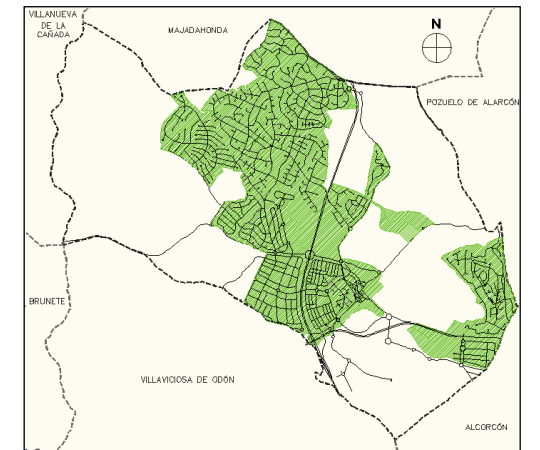 VILLANUEVA
DE LA
CAÑADA
MAJADAHONDA
N
POZUELO DE ALARCÓN
BRUNETE
VILLAVICIOSA DE ODÓN
ALCORCÓN